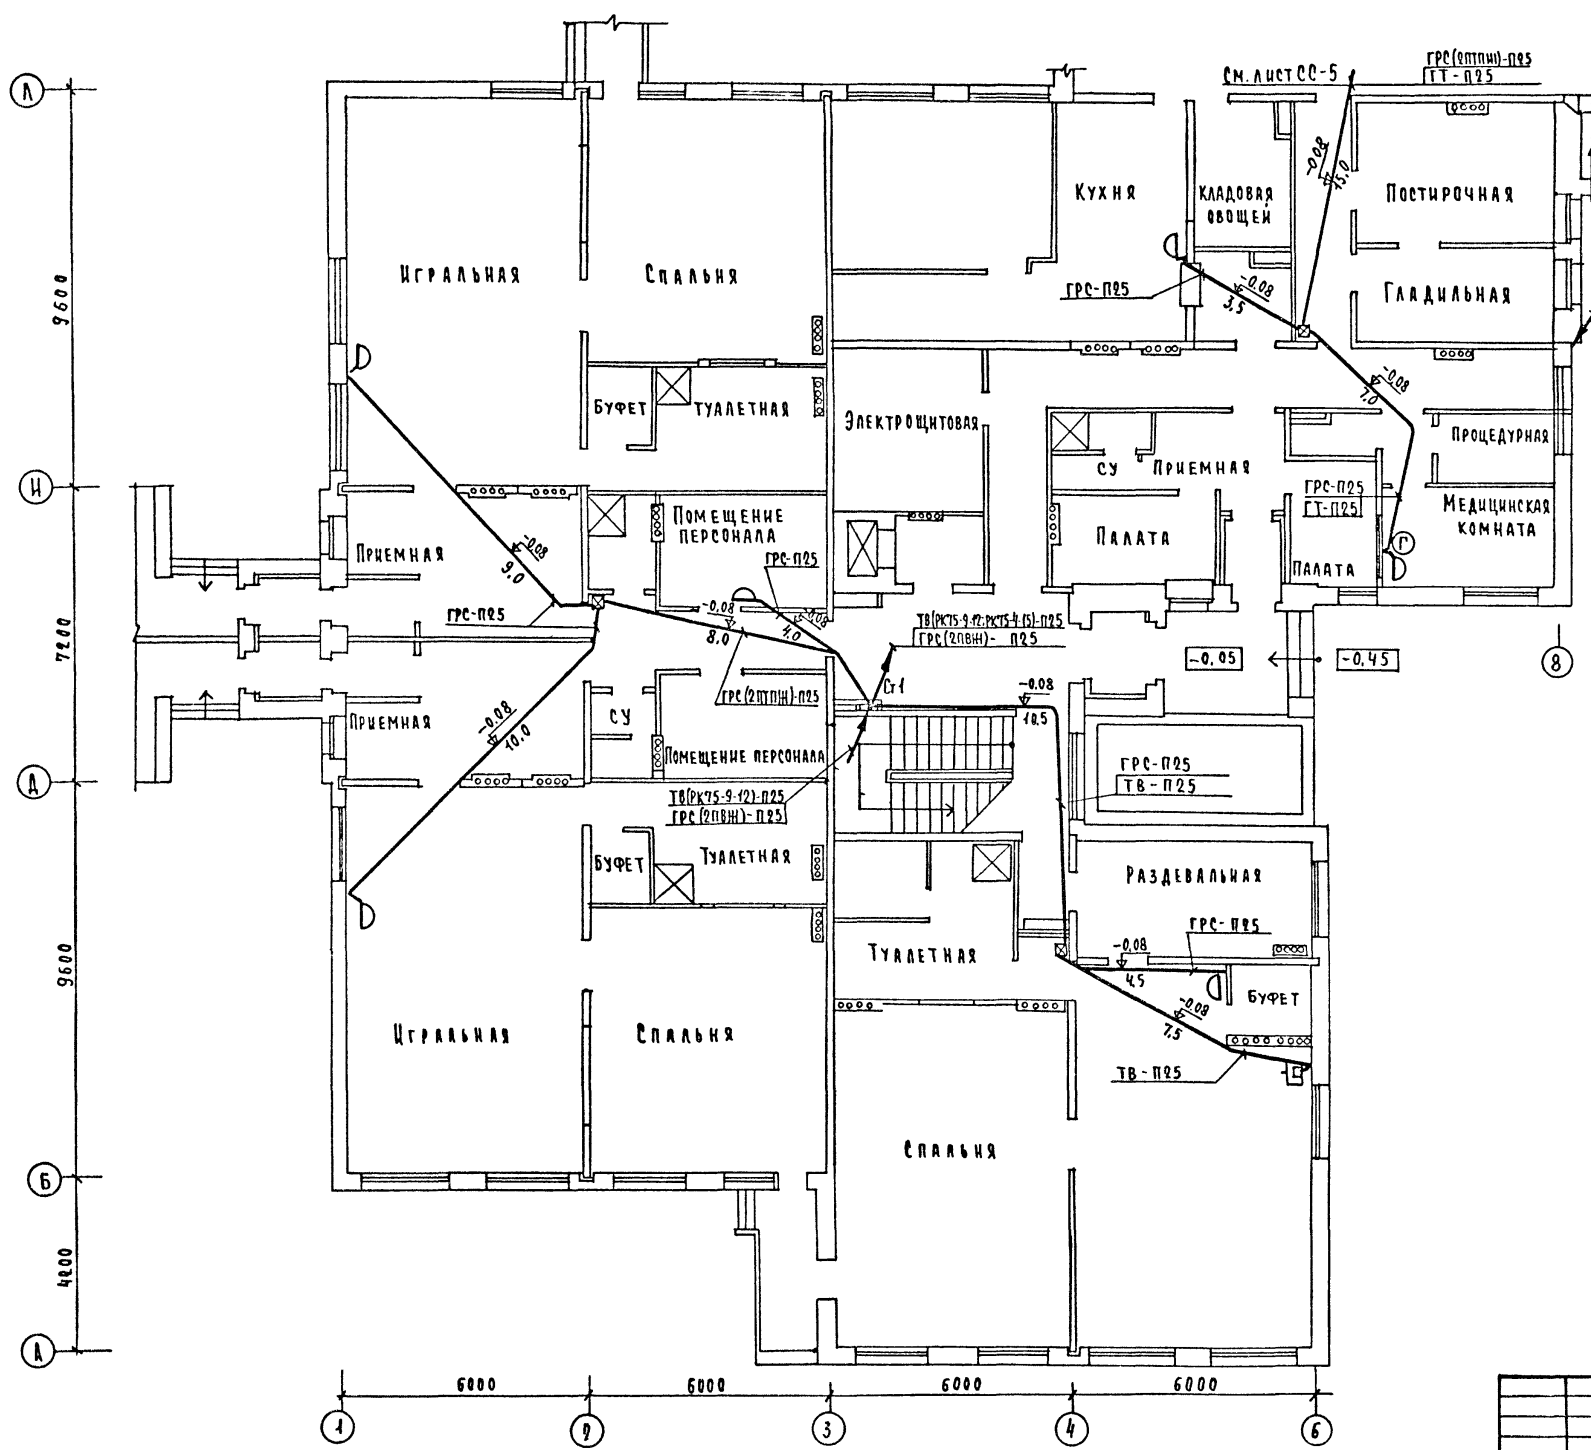 Л
ГРС(2ПТПЖ)-П25
СМ. ЛИСТ СС-5
ГТ-П25
-0,08
15,0
КУХНЯ
КЛАДОВАЯ
ОВОЩЕЙ
ПОСТИРОЧНАЯ
ИГРАЛЬНАЯ
СПАЛЬНЯ
ГРС-П25
-0,08
3,5
ГЛАДИЛЬНАЯ
9600
-0,08
7,0
БУФЕТ
ТУАЛЕТНАЯ
ЭЛЕКТРОЩИТОВАЯ
ПРОЦЕДУРНАЯ
СУ
ПРИЕМНАЯ
И
ГРС-П25
ГТ-П25
МЕДИЦИНСКАЯ
КОМНАТА
ПОМЕЩЕНИЕ
ПЕРСОНАЛА
ПАЛАТА
Г
ПРИЕМНАЯ
-0,08
9,0
ГРС-П25
ПАЛАТА
ГРС-П25
-0,08
8,0
-0,08
4,0
ТВ(РК75-9-12;РК75-4-15)-П25
ГРС(2ПВЖ)-П25
7200
-0,05
-0,45
8
СТ1
ГРС(2ПТПЖ)-П25
-0,08
10,5
СУ
ПРИЕМНАЯ
-0,08
10,0
ПОМЕЩЕНИЕ ПЕРСОНАЛА
Д
ГРС-П25
ТВ-П25
ТВ(РК75-9-12)-П25
ГРС(2ПВЖ)-П25
БУФЕТ
ТУАЛЕТНАЯ
РАЗДЕВАЛЬНАЯ
ГРС-П25
9600
ТУАЛЕТНАЯ
-0,08
4,5
БУФЕТ
-0,08
7,5
ИГРАЛЬНАЯ
СПАЛЬНЯ
ТВ-П25
СПАЛЬНЯ
Б
4200
А
6000
6000
6000
6000
1
2
3
4
6